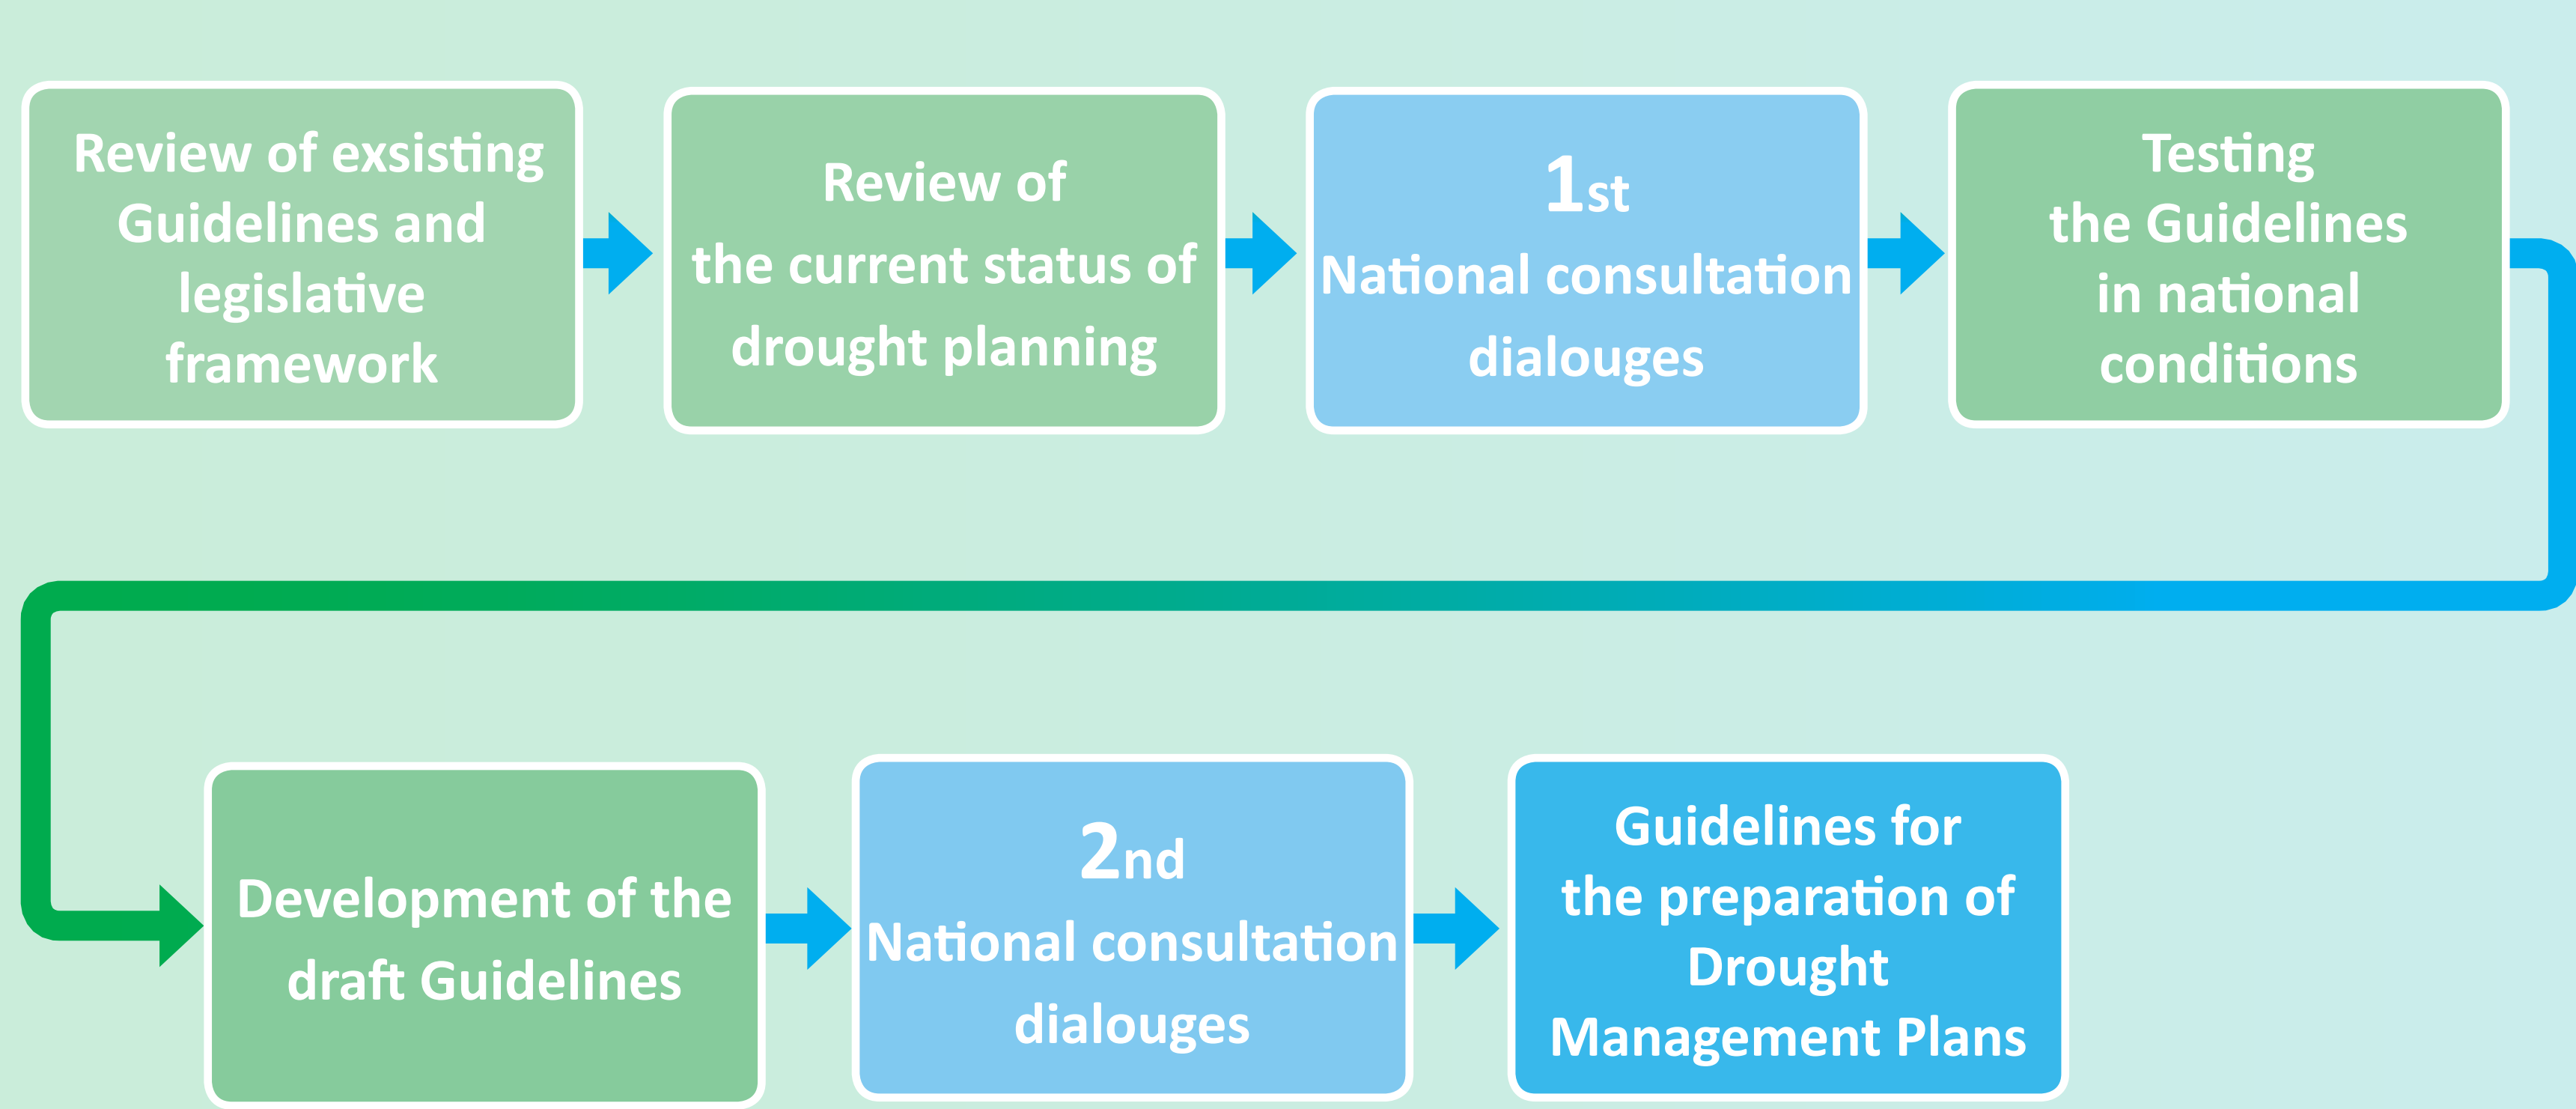 Review of exsisting
Guidelines and
legislative
framework
Review of
the current status of
drought planning
1st
National consultation
dialouges
Testing
the Guidelines
in national
conditions
Development of the
draft Guidelines
2nd
National consultation
dialouges
Guidelines for
the preparation of
Drought
Management Plans